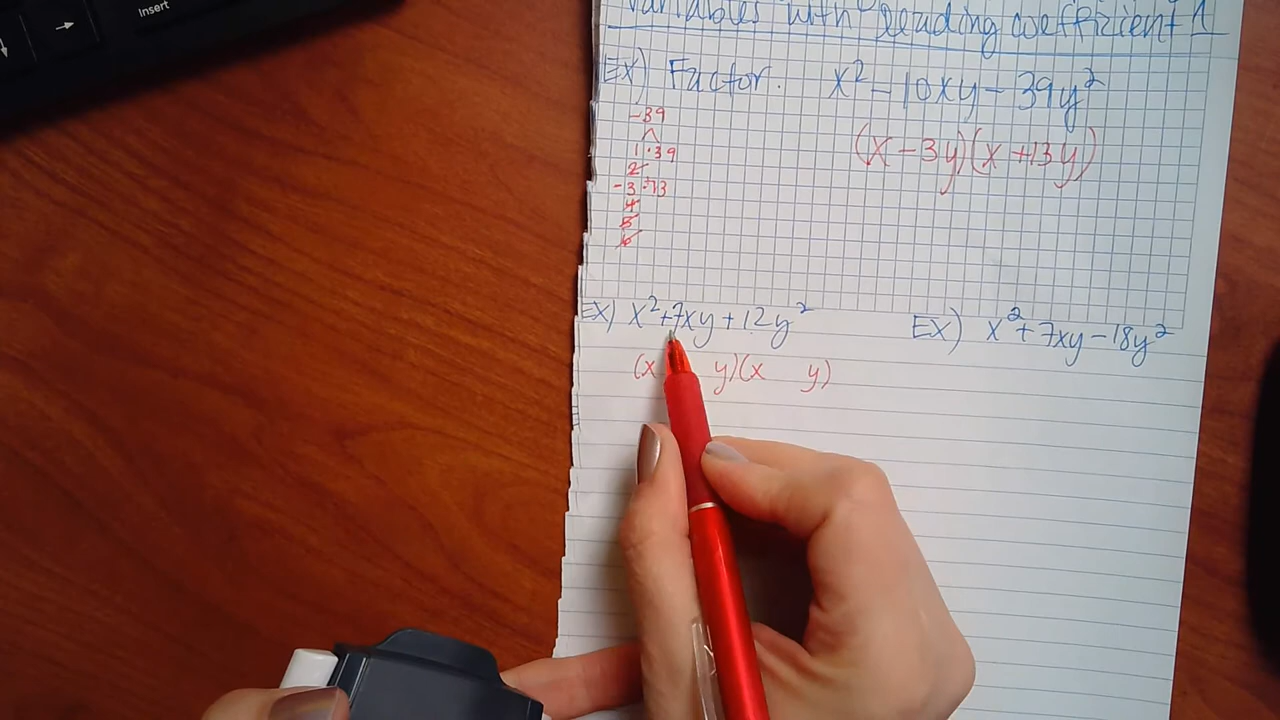 Insert
→
variables with leading coefficient 1
EX) Factor. x² - 10xy - 39y²
-39
1·39
(x - 3y)(x + 13y)
2
-3·13
4
5
6
EX) x² + 7xy + 12y²
EX) x² + 7xy - 18y²
(x y)(x y)